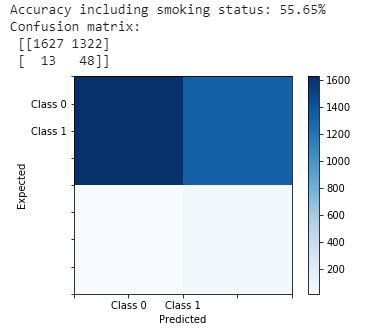 Accuracy including smoking status: 55.65%
Confusion matrix:
[[1627 1322]
[  13   48]]
Class 0
Class 1
Expected
1600
1400
1200
1000
800
600
400
200
Class 0 Class 1
Predicted